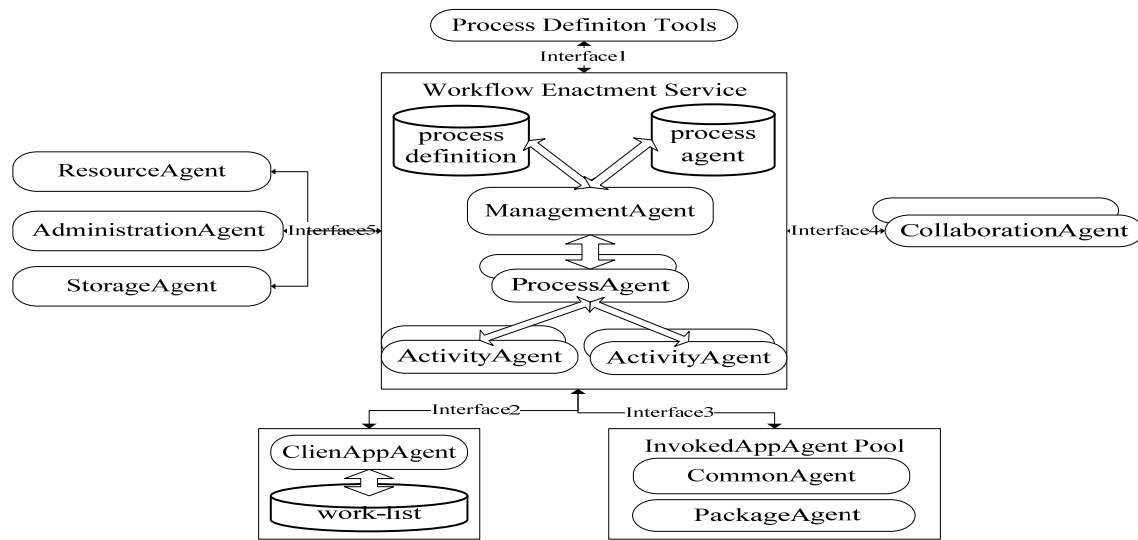 Process Definiton Tools
Interface1
Workflow Enactment Service
process
definition
process
agent
ResourceAgent
ManagementAgent
AdministrationAgent
Interface5
Interface4
CollaborationAgent
StorageAgent
ProcessAgent
ActivityAgent
ActivityAgent
Interface2
Interface3
ClienAppAgent
work-list
InvokedAppAgent Pool
CommonAgent
PackageAgent